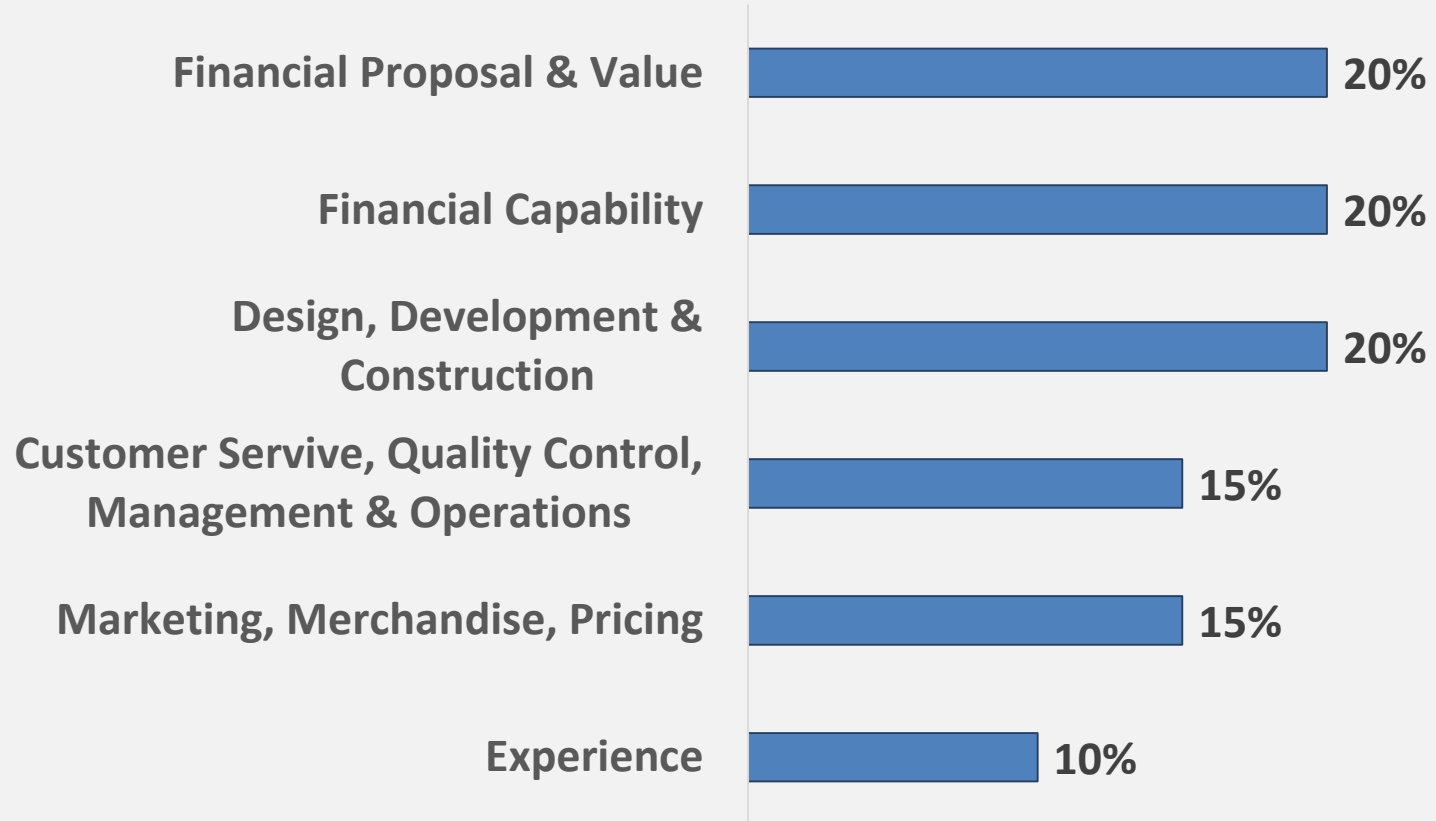 Financial Proposal & Value
20%
Financial Capability
20%
Design, Development &
Construction
20%
Customer Servive, Quality Control,
Management & Operations
15%
Marketing, Merchandise, Pricing
15%
Experience
10%